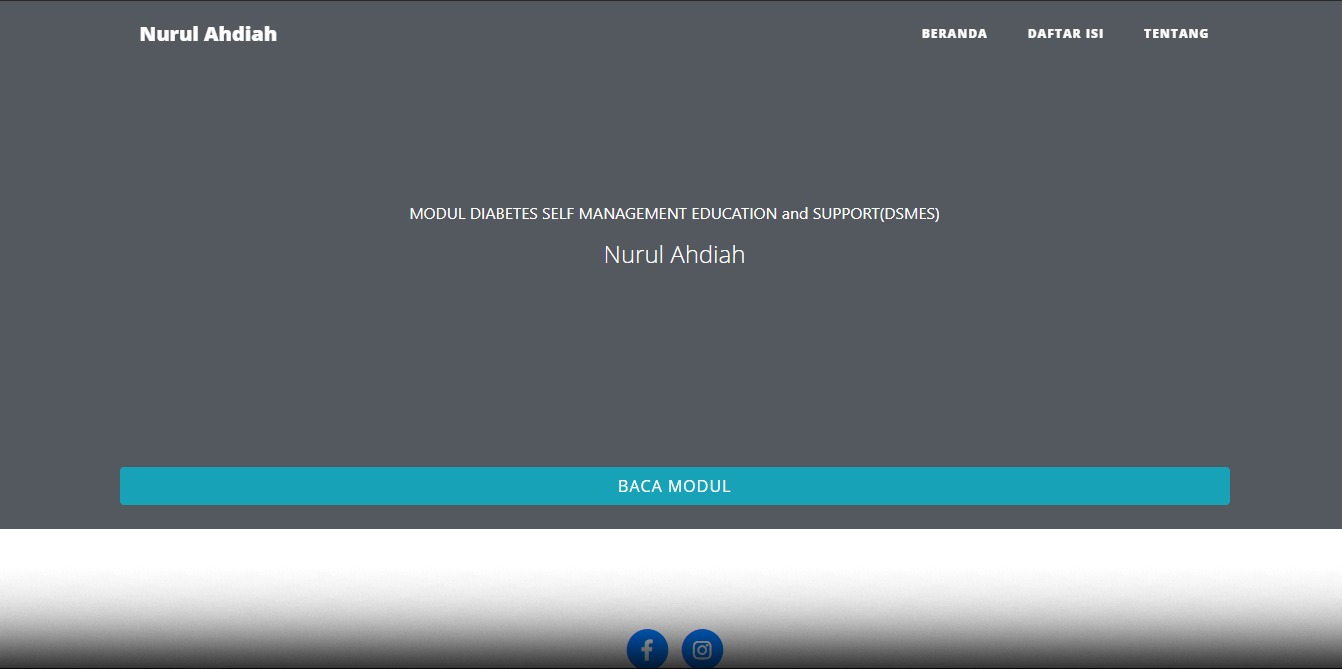 Nurul Ahdiah
BERANDA DAFTAR ISI TENTANG
MODUL DIABETES SELF MANAGEMENT EDUCATION and SUPPORT(DSMES)
Nurul Ahdiah
BACA MODUL